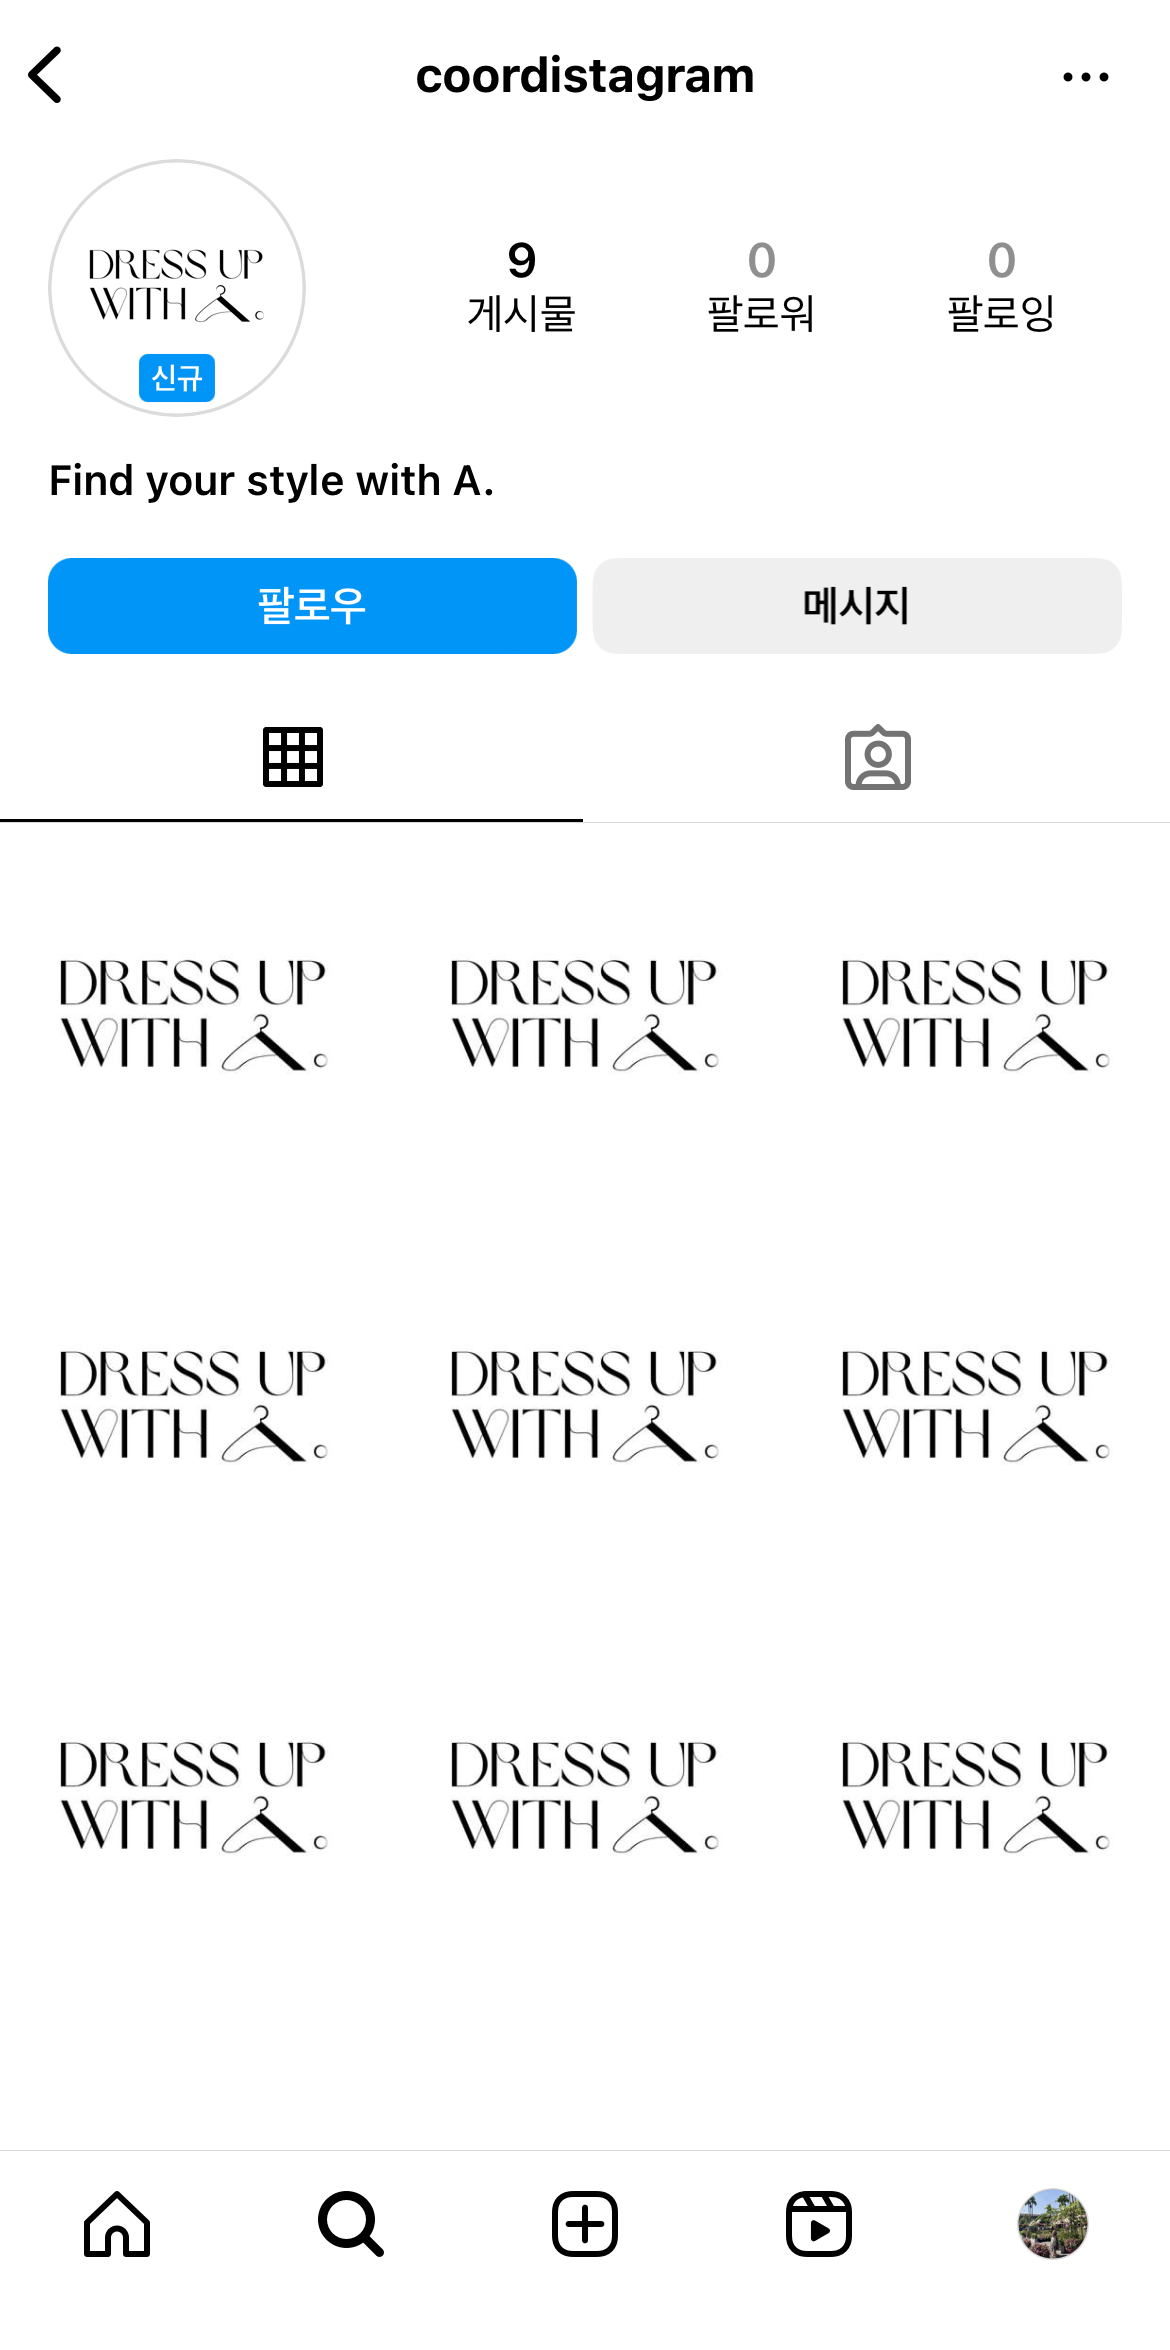 coordistagram
DRESS UP
WITH A.
신규
9
게시물
0
팔로워
0
팔로잉
Find your style with A.
팔로우
메시지
DRESS UP
WITH A.
DRESS UP
WITH A.
DRESS UP
WITH A.
DRESS UP
WITH A.
DRESS UP
WITH A.
DRESS UP
WITH A.
DRESS UP
WITH A.
DRESS UP
WITH A.
DRESS UP
WITH A.